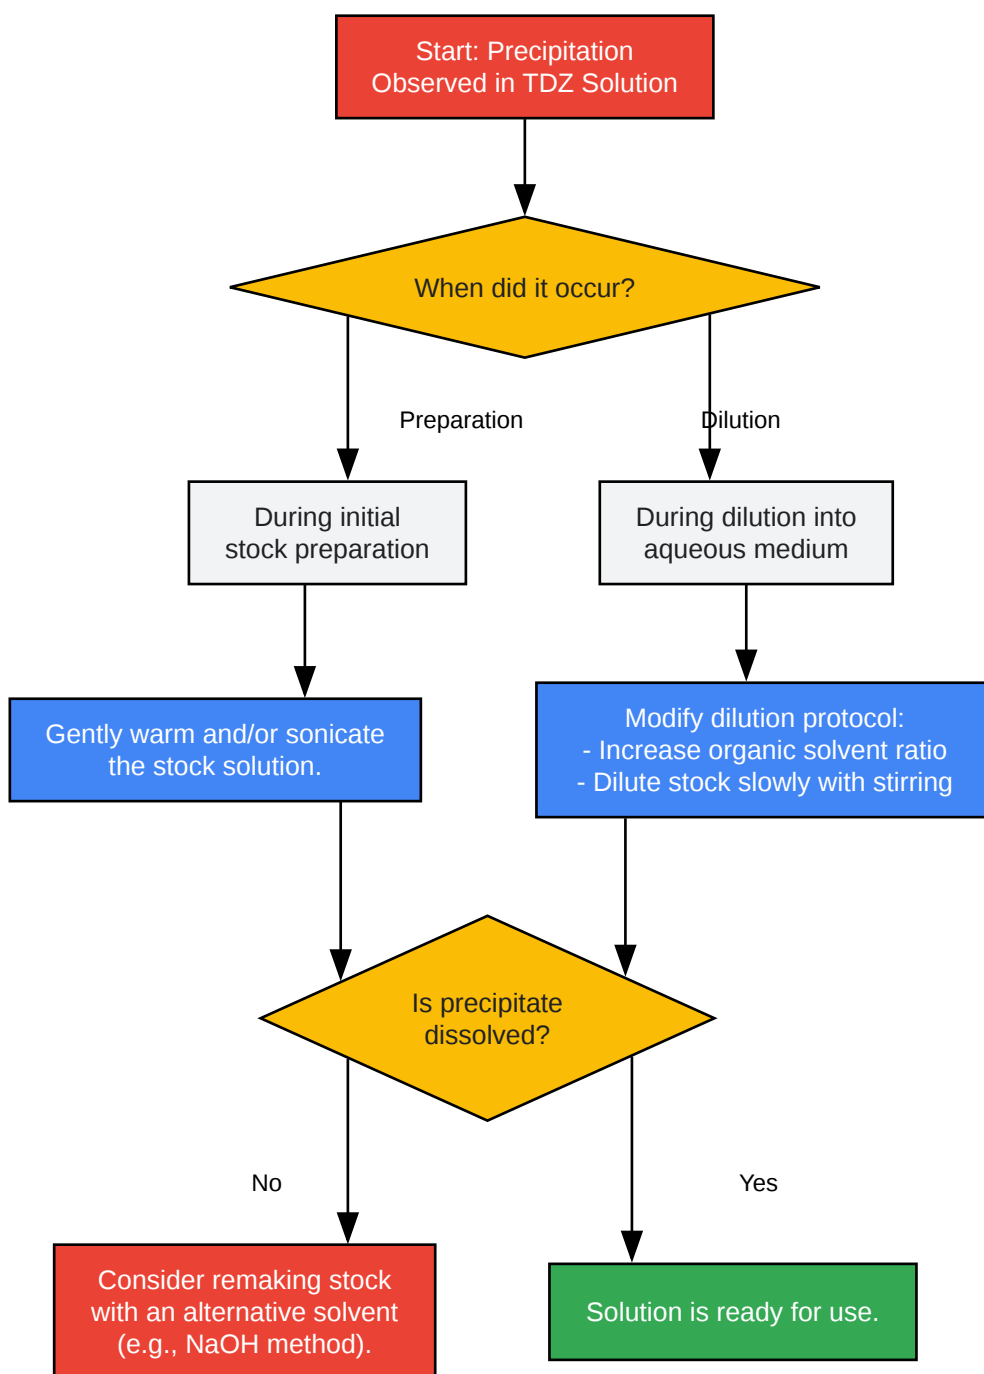 Start: Precipitation
Observed in TDZ Solution
When did it occur?
Preparation
Dilution
During initial
stock preparation
During dilution into
aqueous medium
Gently warm and/or sonicate
the stock solution.
Modify dilution protocol:
- Increase organic solvent ratio
- Dilute stock slowly with stirring
Is precipitate
dissolved?
No
Yes
Consider remaking stock
with an alternative solvent
(e.g., NaOH method).
Solution is ready for use.